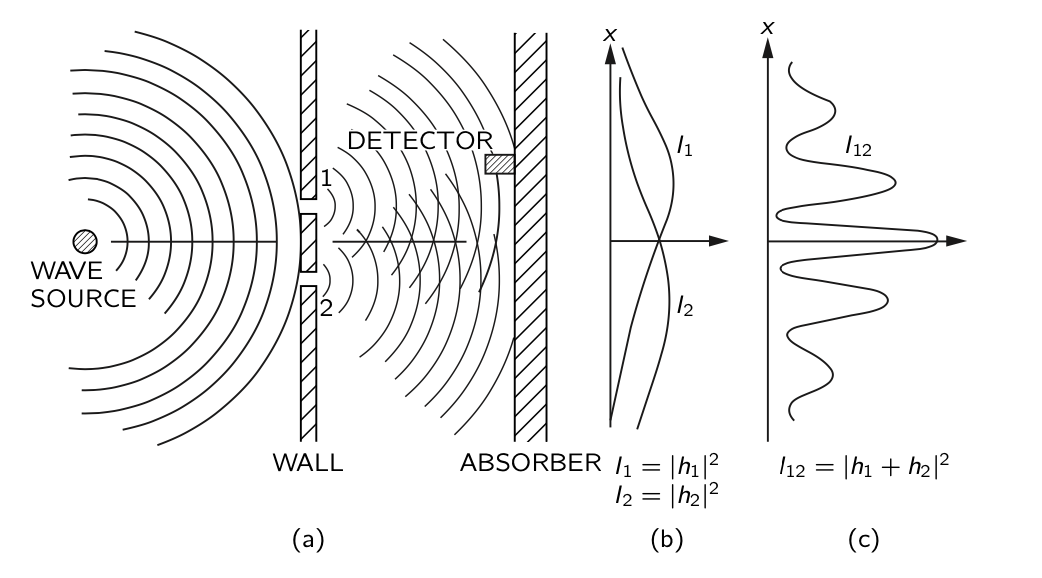 x
x
DETECTOR
1
I₁
I₁₂
WAVE
SOURCE
2
I₂
WALL
ABSORBER
I₁ = |h₁|²
I₂ = |h₂|²
I₁₂ = |h₁ + h₂|²
(a)
(b)
(c)